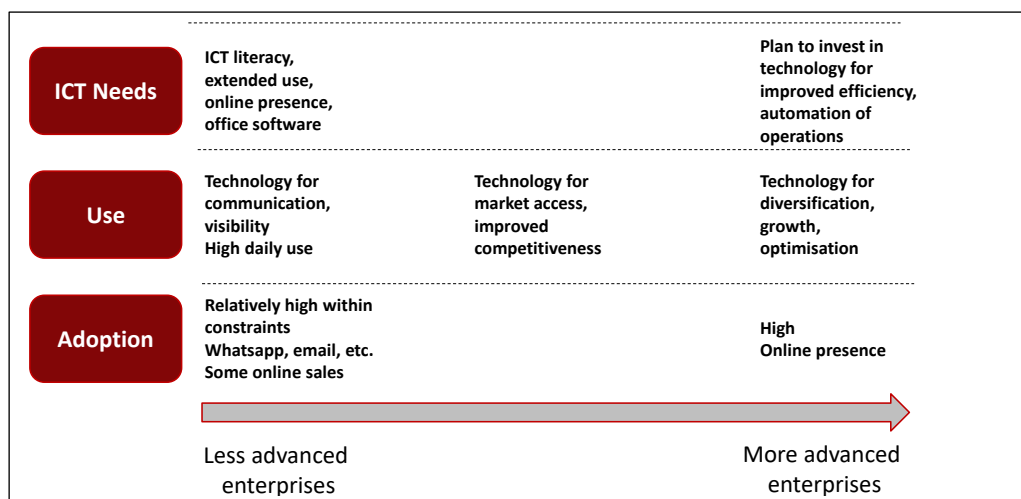 ICT Needs
ICT literacy,
extended use,
online presence,
office software
Plan to invest in
technology for
improved efficiency,
automation of
operations
Use
Technology for
communication,
visibility
High daily use
Technology for
market access,
improved
competitiveness
Technology for
diversification,
growth,
optimisation
Adoption
Relatively high within
constraints
Whatsapp, email, etc.
Some online sales
High
Online presence
Less advanced
enterprises
More advanced
enterprises